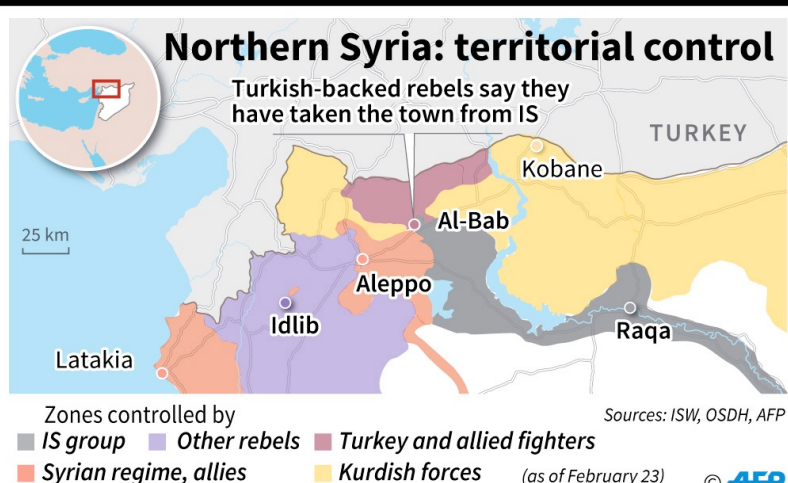 Northern Syria: territorial control
Turkish-backed rebels say they
have taken the town from IS
TURKEY
Kobane
25 km
Al-Bab
Aleppo
Idlib
Raqa
Latakia
Zones controlled by
Sources: ISW, OSDH, AFP
IS group Other rebels Turkey and allied fighters
Syrian regime, allies Kurdish forces (as of February 23) © AFP